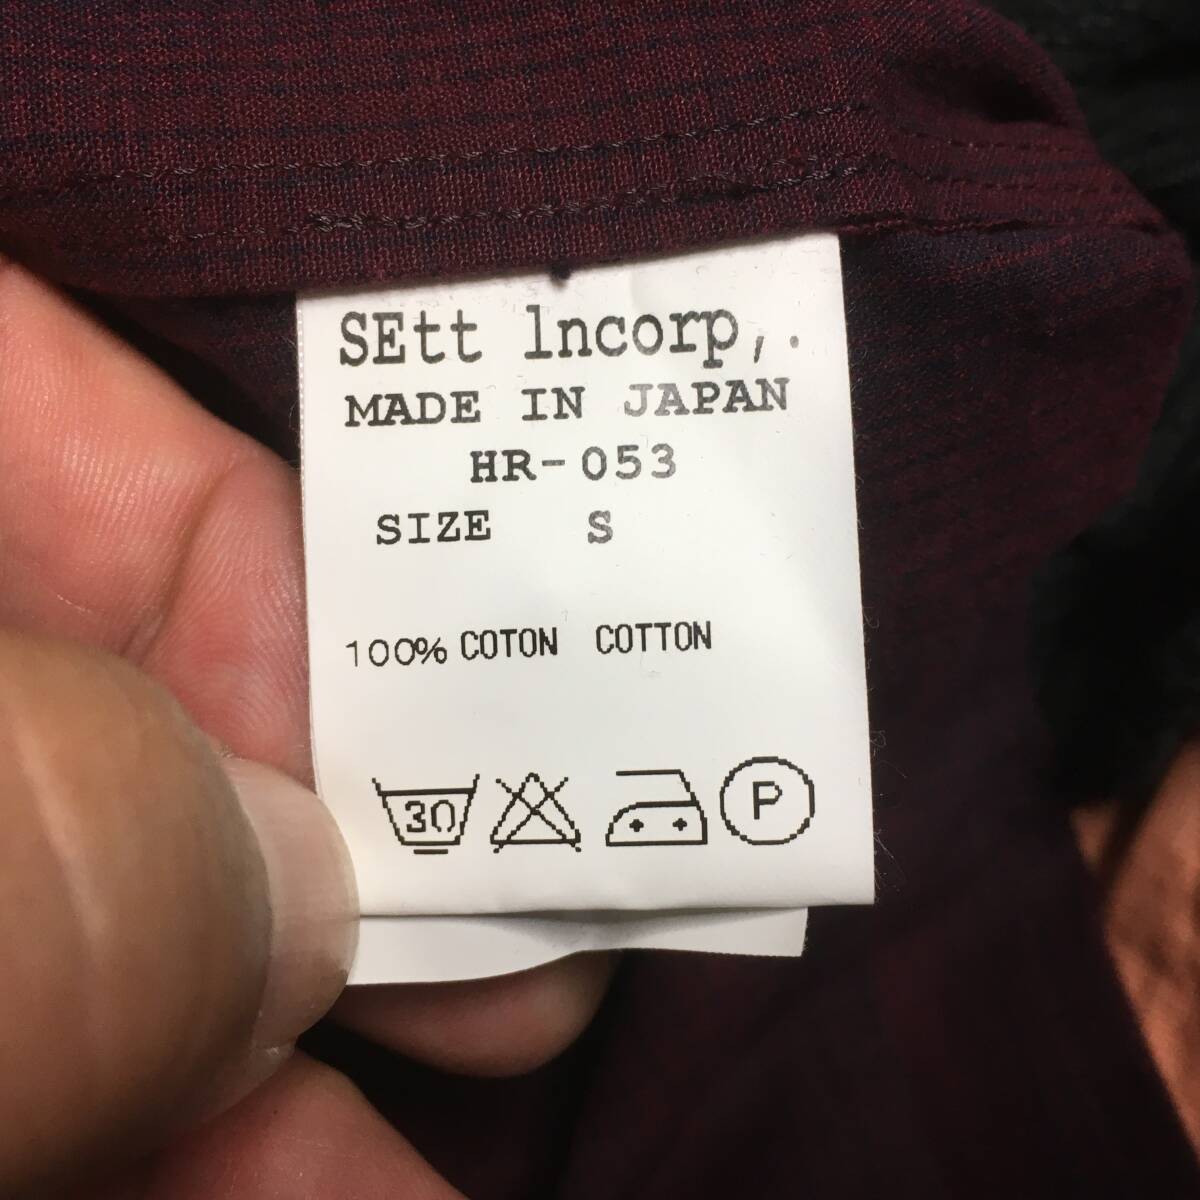 SEtt lncorp,.
MADE IN JAPAN
HR-053
SIZE S
100% COTON COTTON
30 P